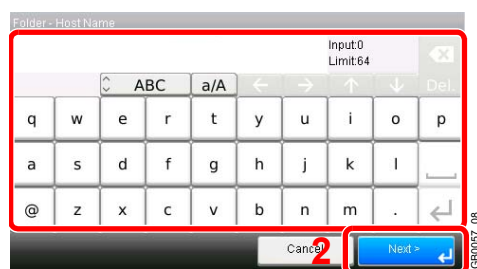 Folder - Host Name
Input:0
Limit:64
ABC a/A Del.
q w e r t y u i o p
a s d f g h j k l
@ z x c v b n m .
2
Cancel Next >
GB0057_08